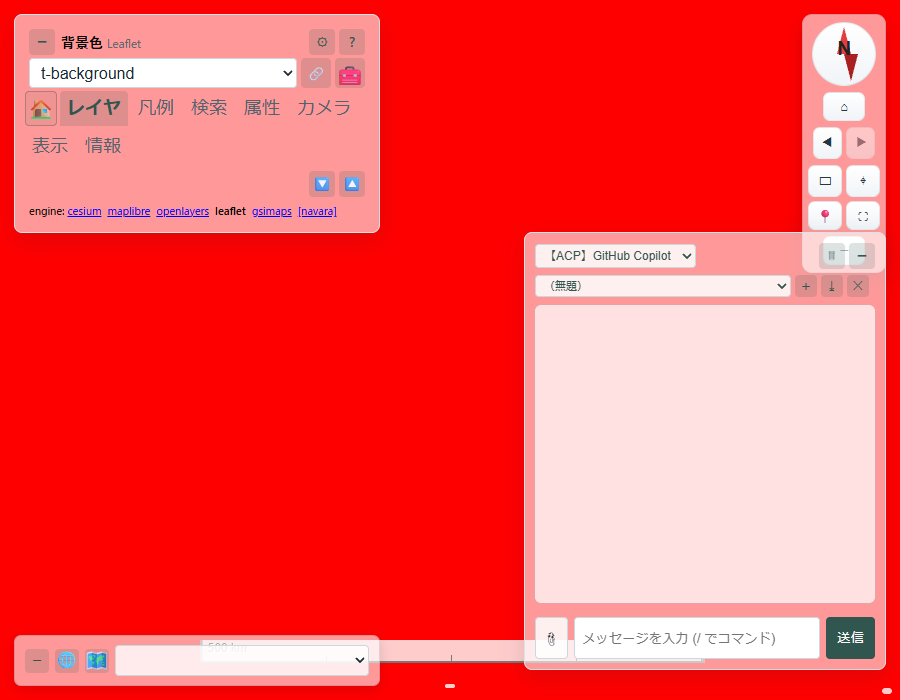 − 背景色 Leaflet ⚙ ?
t-background
レイヤ 凡例 検索 属性 カメラ
表示 情報
engine: cesium maplibre openlayers leaflet gsimaps [navara]
N
【ACP】GitHub Copilot
（無題）
メッセージを入力 (/ でコマンド) 送信
500 km